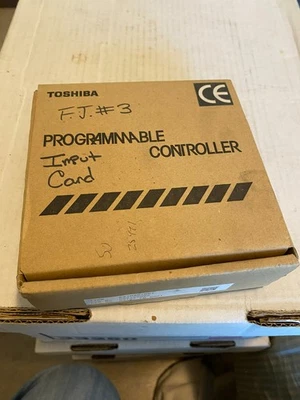 TOSHIBA
CE
F.J. #3
PROGRAMMABLE
CONTROLLER
Input
Card